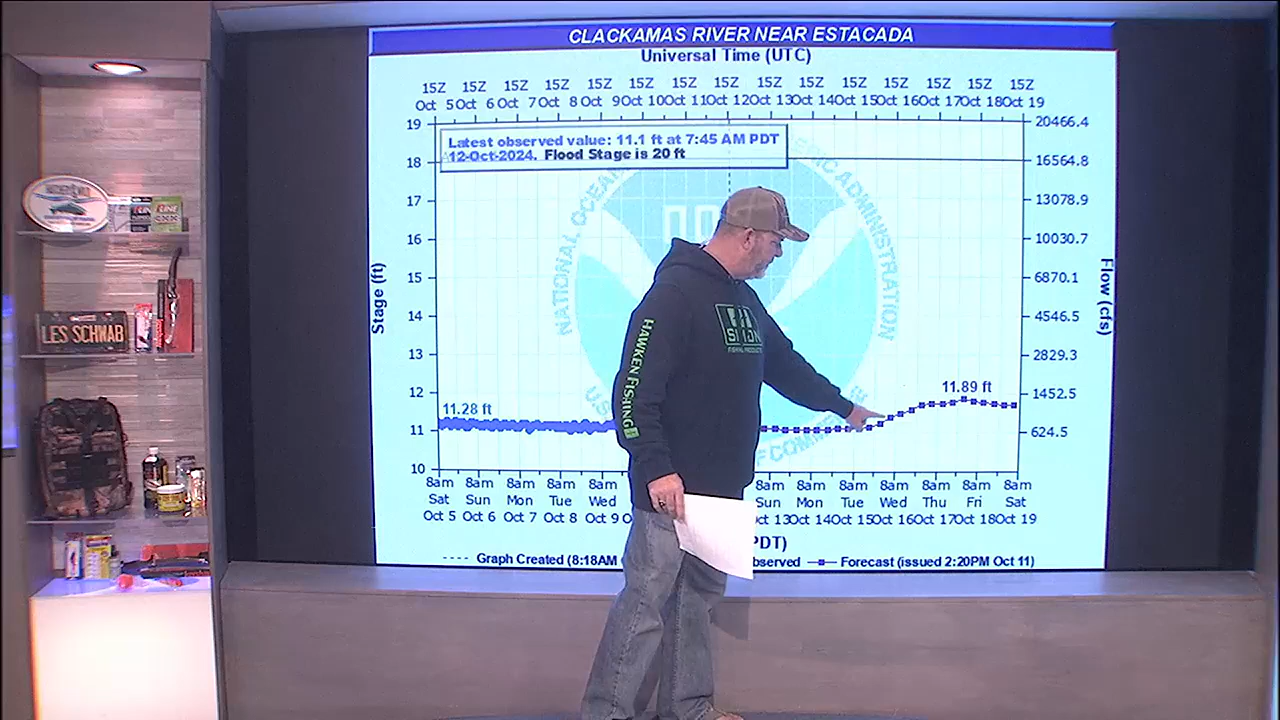 CLACKAMAS RIVER NEAR ESTACADA
Universal Time (UTC)
15Z 15Z 15Z 15Z 15Z 15Z 15Z 15Z 15Z 15Z 15Z 15Z 15Z 15Z 15Z
Oct 5 Oct 6 Oct 7 Oct 8 Oct 9 Oct 10 Oct 11 Oct 12 Oct 13 Oct 14 Oct 15 Oct 16 Oct 17 Oct 18 Oct 19
Latest observed value: 11.1 ft at 7:45 AM PDT
12-Oct-2024. Flood Stage is 20 ft
19 20466.4
18 16564.8
17 13078.9
16 10030.7
15 6870.1
14 4546.5
13 2829.3
12 1452.5
11 624.5
10
Stage (ft)
Flow (cfs)
NATIONAL OCEAN
ERIC ADMINISTRATION
OF COMM
11.28 ft
11.89 ft
8am 8am 8am 8am 8am 8am 8am 8am 8am 8am 8am 8am
Sat Sun Mon Tue Wed Sun Mon Tue Wed Thu Fri Sat
Oct 5 Oct 6 Oct 7 Oct 8 Oct 9 O ct 13 Oct 14 Oct 15 Oct 16 Oct 17 Oct 18 Oct 19
PDT)
Graph Created (8:18AM bserved Forecast (issued 2:20PM Oct 11)
HAWKEN FISHING
LES SCHWAB